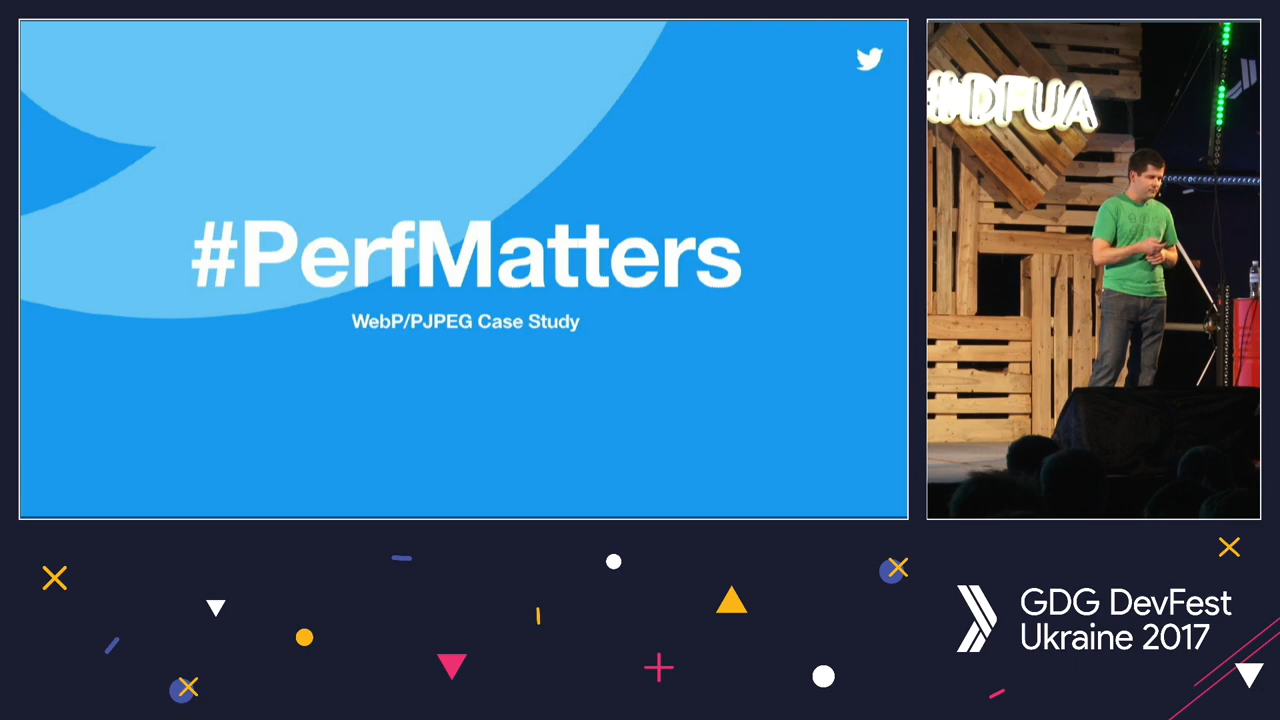 #PerfMatters
WebP/PJPEG Case Study
#DFUA
GDG DevFest
Ukraine 2017